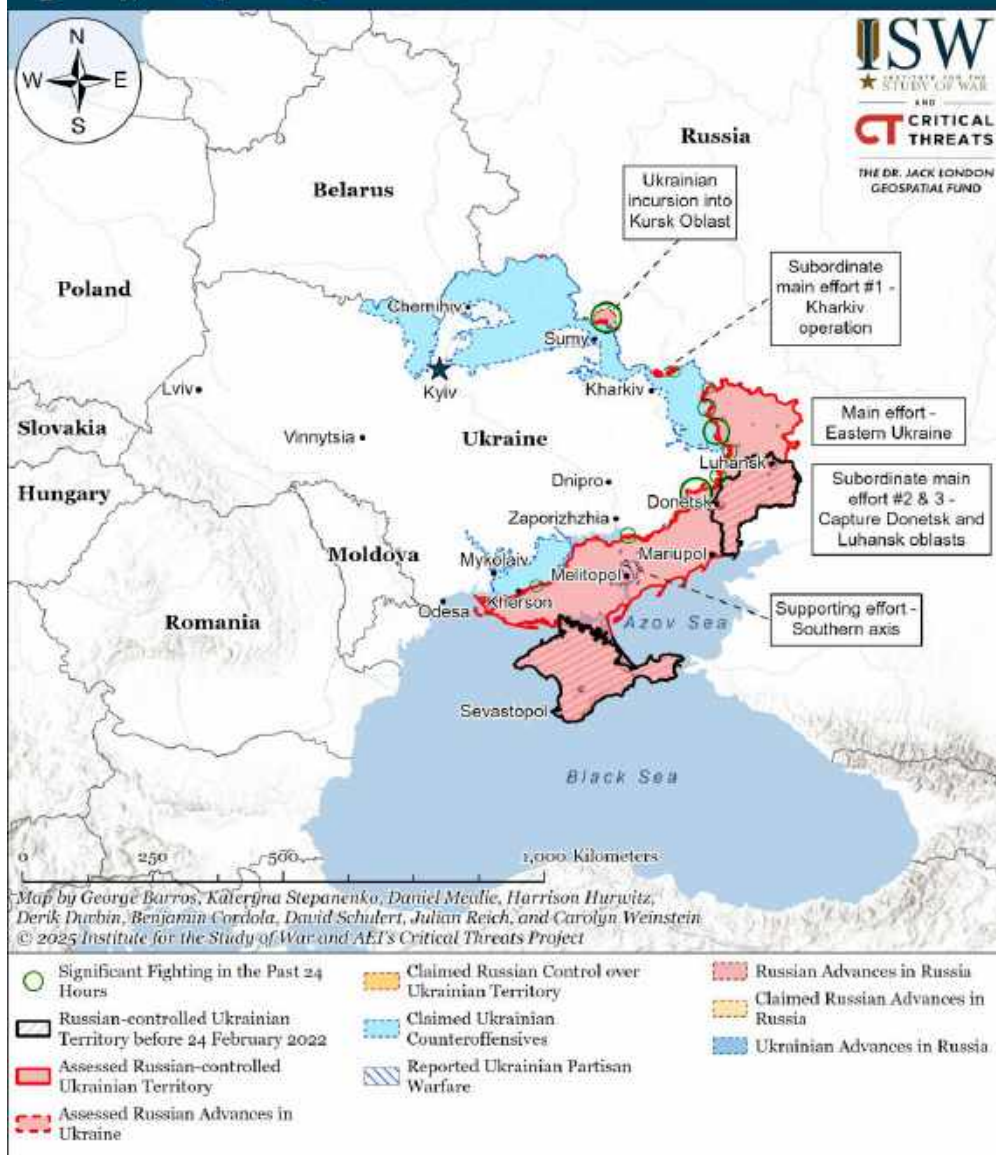 N
W
E
S
ISW
INSTITUTE FOR THE
STUDY OF WAR
AND
CT CRITICAL
THREATS
THE DR. JACK LONDON
GEOSPATIAL FUND
Russia
Ukrainian
incursion into
Kursk Oblast
Belarus
Subordinate
main effort #1 -
Kharkiv
operation
Poland
Chernihiv
Sumy
Kyiv
Kharkiv
Lviv
Slovakia
Vinnytsia
Ukraine
Main effort -
Eastern Ukraine
Luhansk
Hungary
Dnipro
Donetsk
Subordinate main
effort #2 & 3 -
Capture Donetsk and
Luhansk oblasts
Zaporizhzhia
Moldova
Mykolaiv
Mariupol
Melitopol
Odesa
Kherson
Romania
Azov Sea
Supporting effort -
Southern axis
Sevastopol
Black Sea
0
250
500
1,000 Kilometers
Map by George Barros, Kateryna Stepanenko, Daniel Mealie, Harrison Hurwitz,
Derik Durbin, Benjamin Cordola, David Schulert, Julian Reich, and Carolyn Weinstein
© 2025 Institute for the Study of War and AEI's Critical Threats Project
Significant Fighting in the Past 24
Hours
Russian-controlled Ukrainian
Territory before 24 February 2022
Assessed Russian-controlled
Ukrainian Territory
Assessed Russian Advances in
Ukraine
Claimed Russian Control over
Ukrainian Territory
Claimed Ukrainian
Counteroffensives
Reported Ukrainian Partisan
Warfare
Russian Advances in Russia
Claimed Russian Advances in
Russia
Ukrainian Advances in Russia